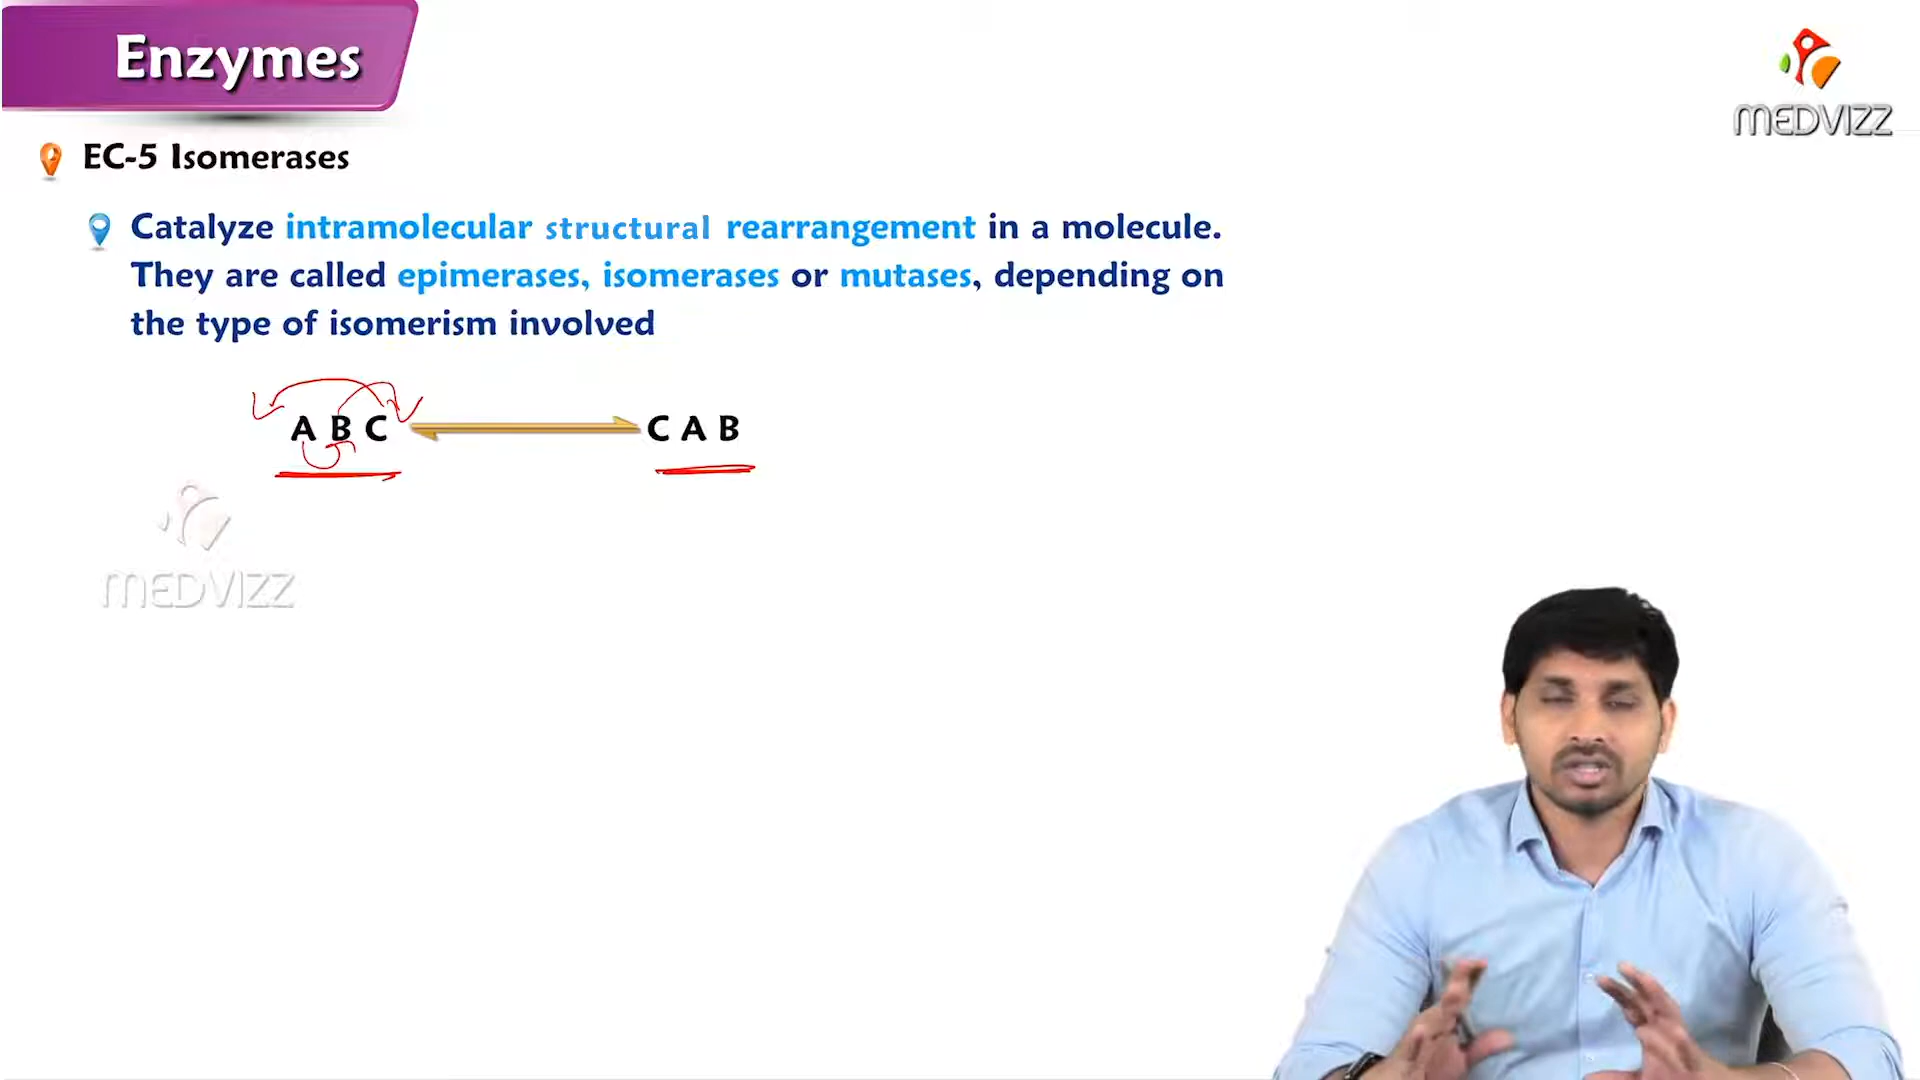 Enzymes
MEDVIZZ
EC-5 Isomerases
Catalyze intramolecular structural rearrangement in a molecule.
They are called epimerases, isomerases or mutases, depending on
the type of isomerism involved
A B C C A B
MEDVIZZ